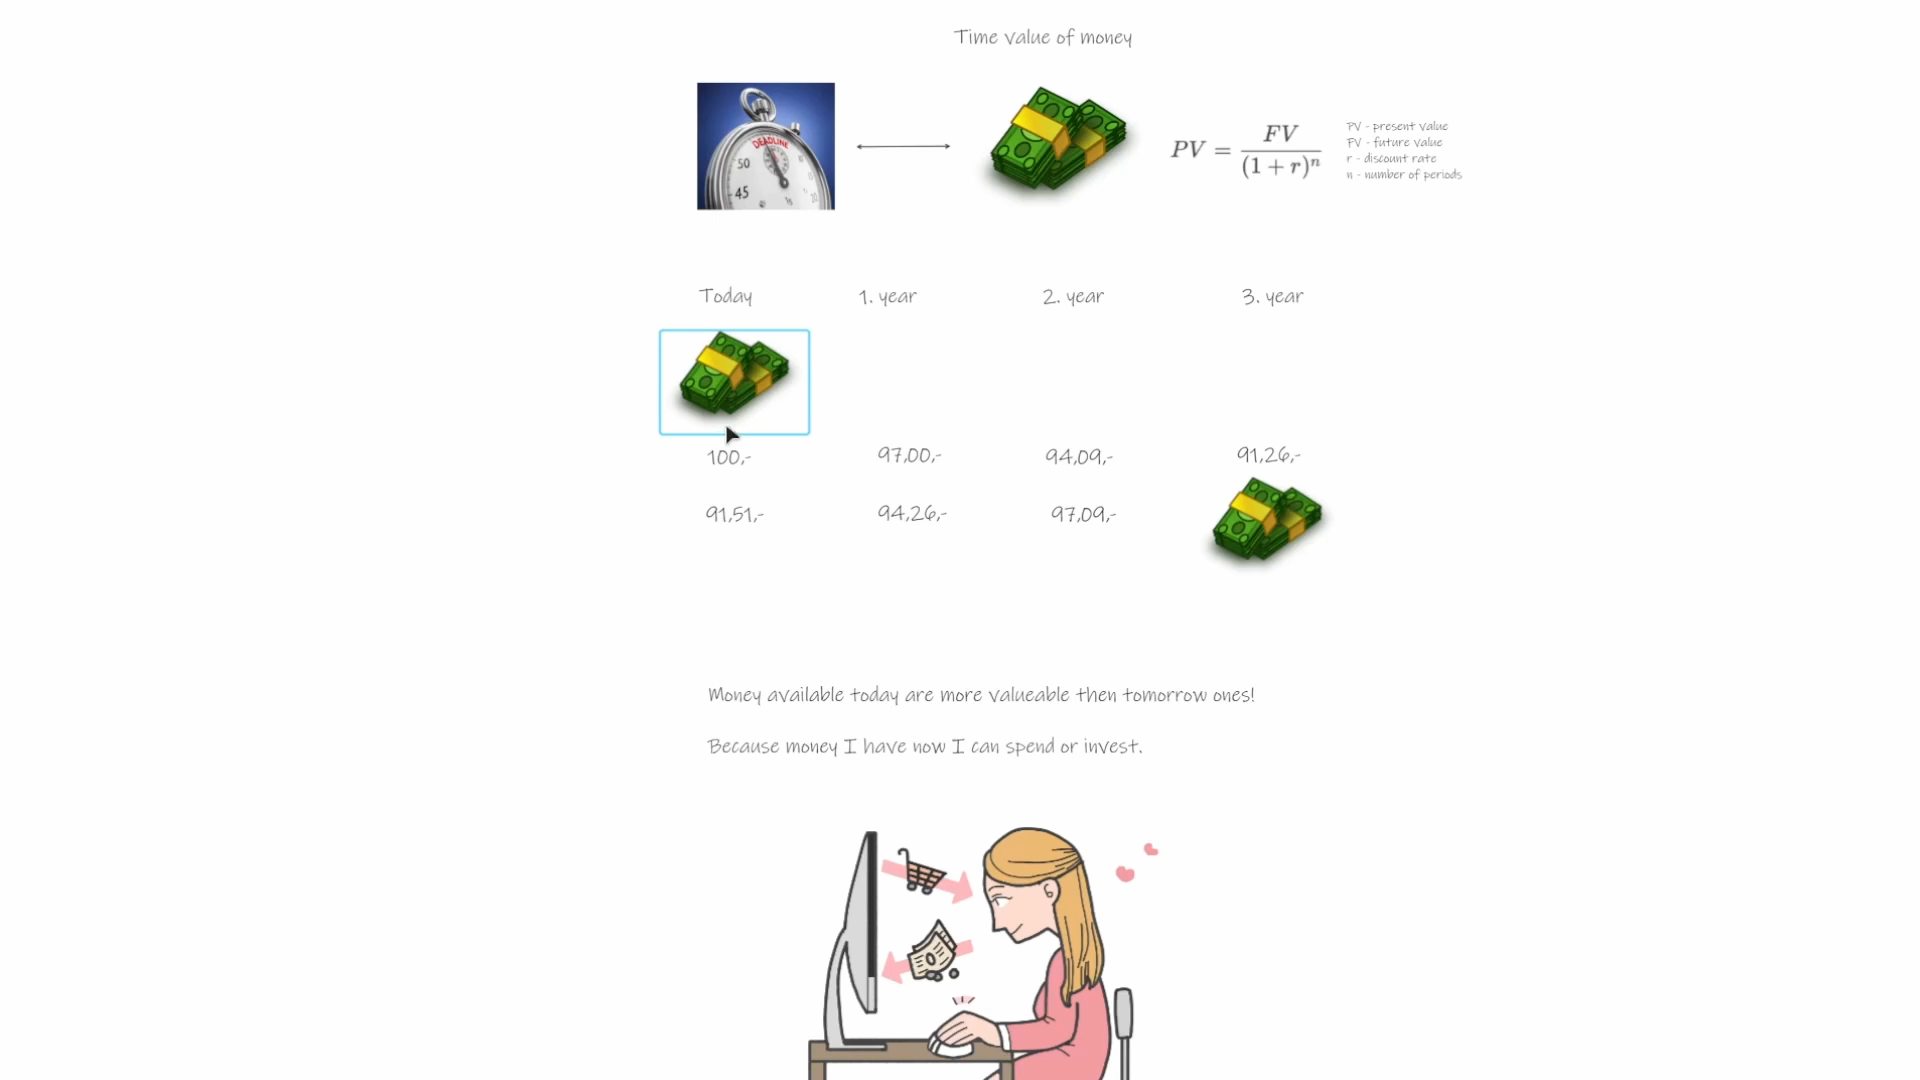 Time value of money
DEADLINE
50
45
PV = FV / (1 + r)^n
PV - present value
FV - future value
r - discount rate
n - number of periods
Today 1. year 2. year 3. year
100,- 97,00,- 94,09,- 91,26,-
91,51,- 94,26,- 97,09,-
Money available today are more valueable then tomorrow ones!
Because money I have now I can spend or invest.